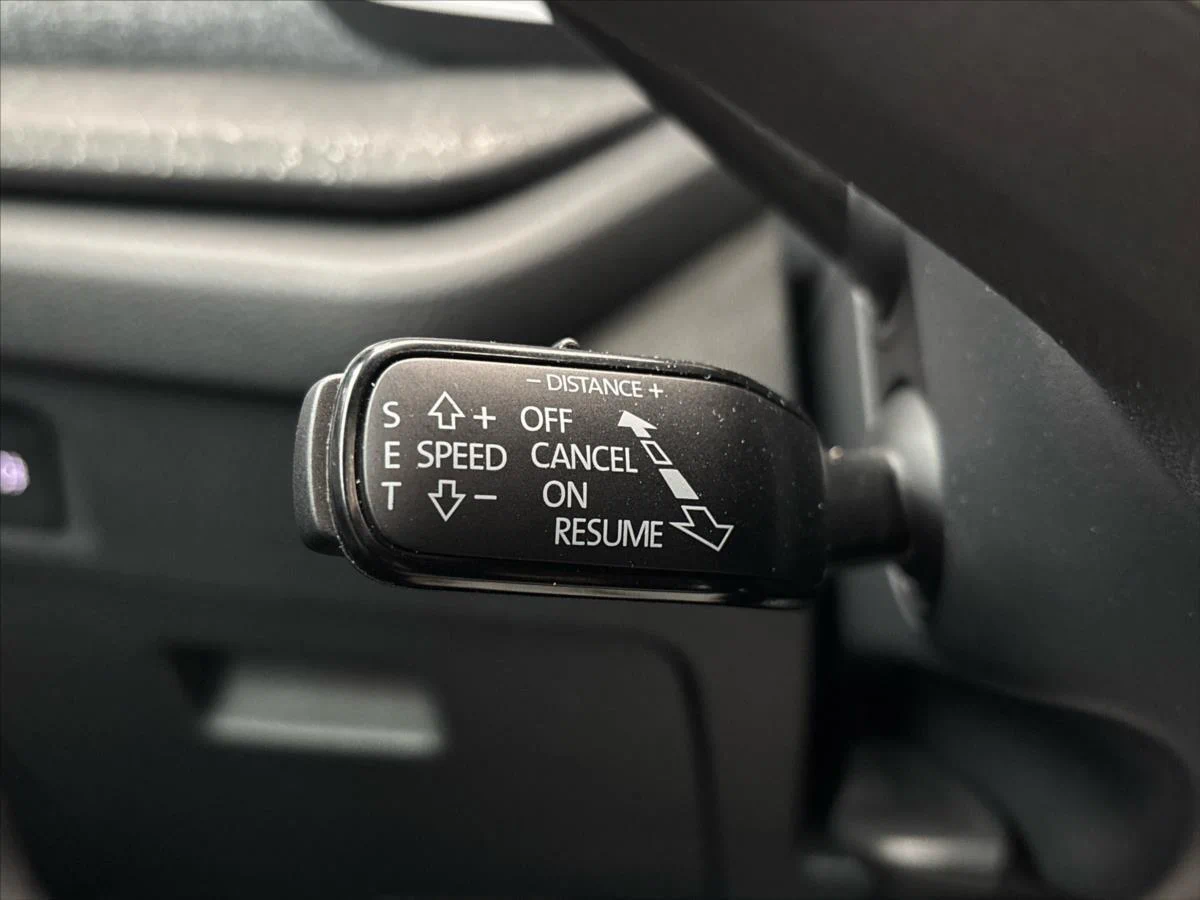 − DISTANCE +
S + OFF
E SPEED CANCEL
T − ON
RESUME